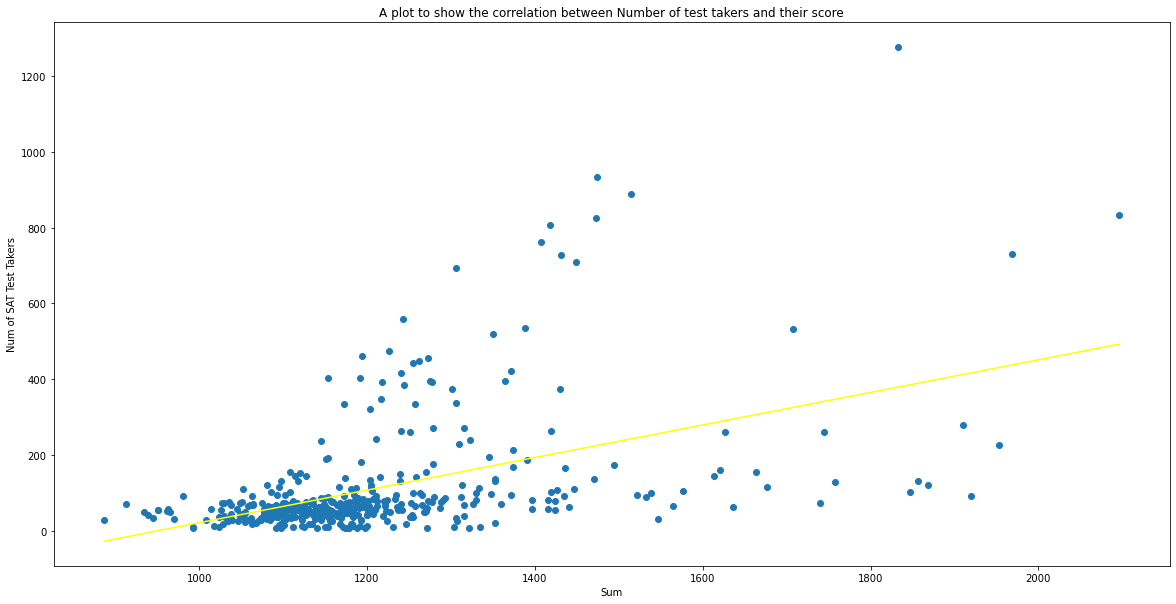 A plot to show the correlation between Number of test takers and their score
1200
1000
800
600
400
200
0
Num of SAT Test Takers
1000 1200 1400 1600 1800 2000
Sum